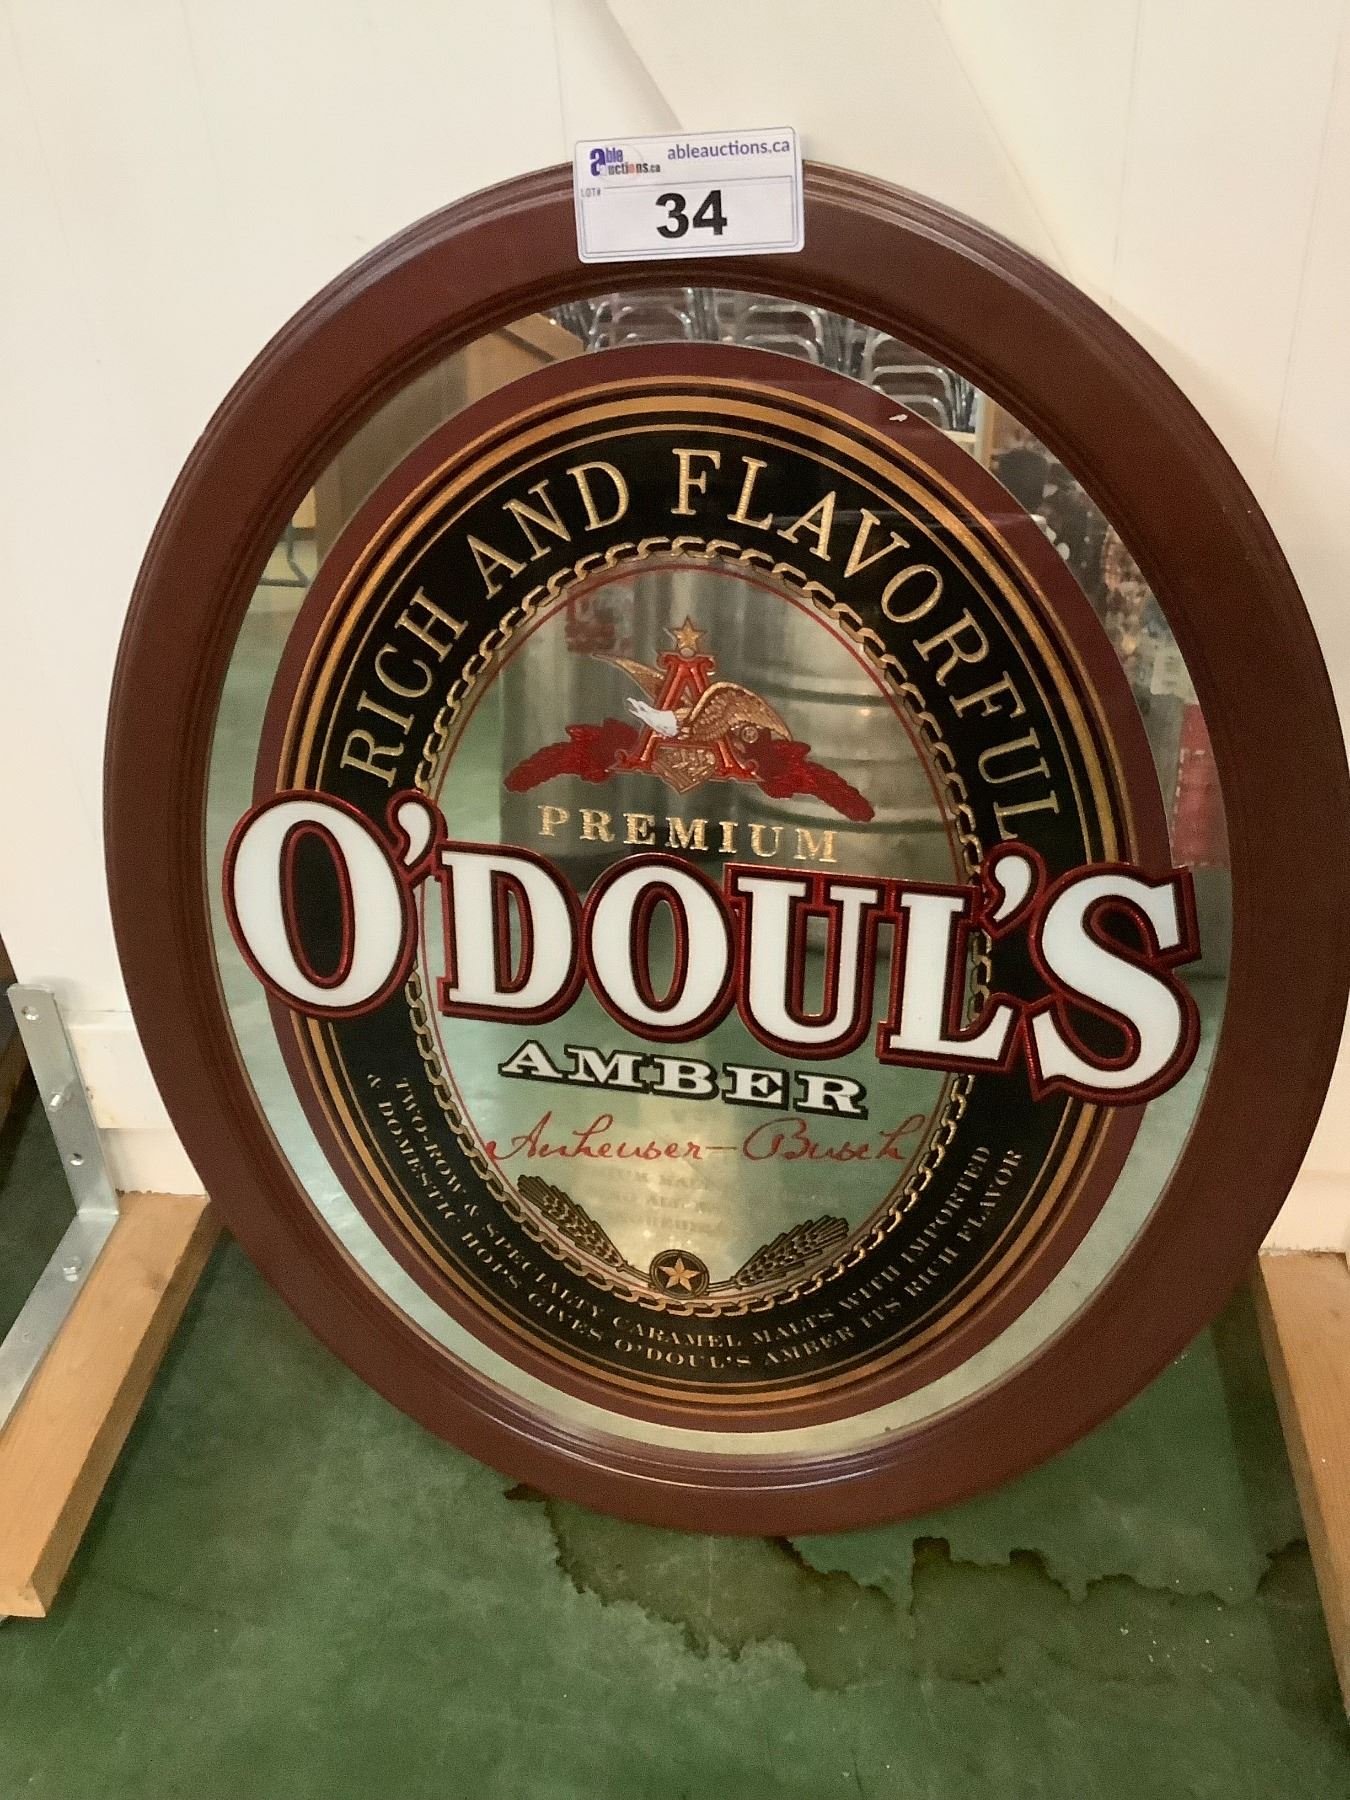 able auctions.ca
ableauctions.ca
LOT#
34
RICH AND FLAVORFUL
PREMIUM
O'DOUL'S
AMBER
Anheuser-Busch
TWO-ROW & SPECIALTY CARAMEL MALTS WITH IMPORTED
& DOMESTIC HOPS GIVES O'DOUL'S AMBER ITS RICH FLAVOR